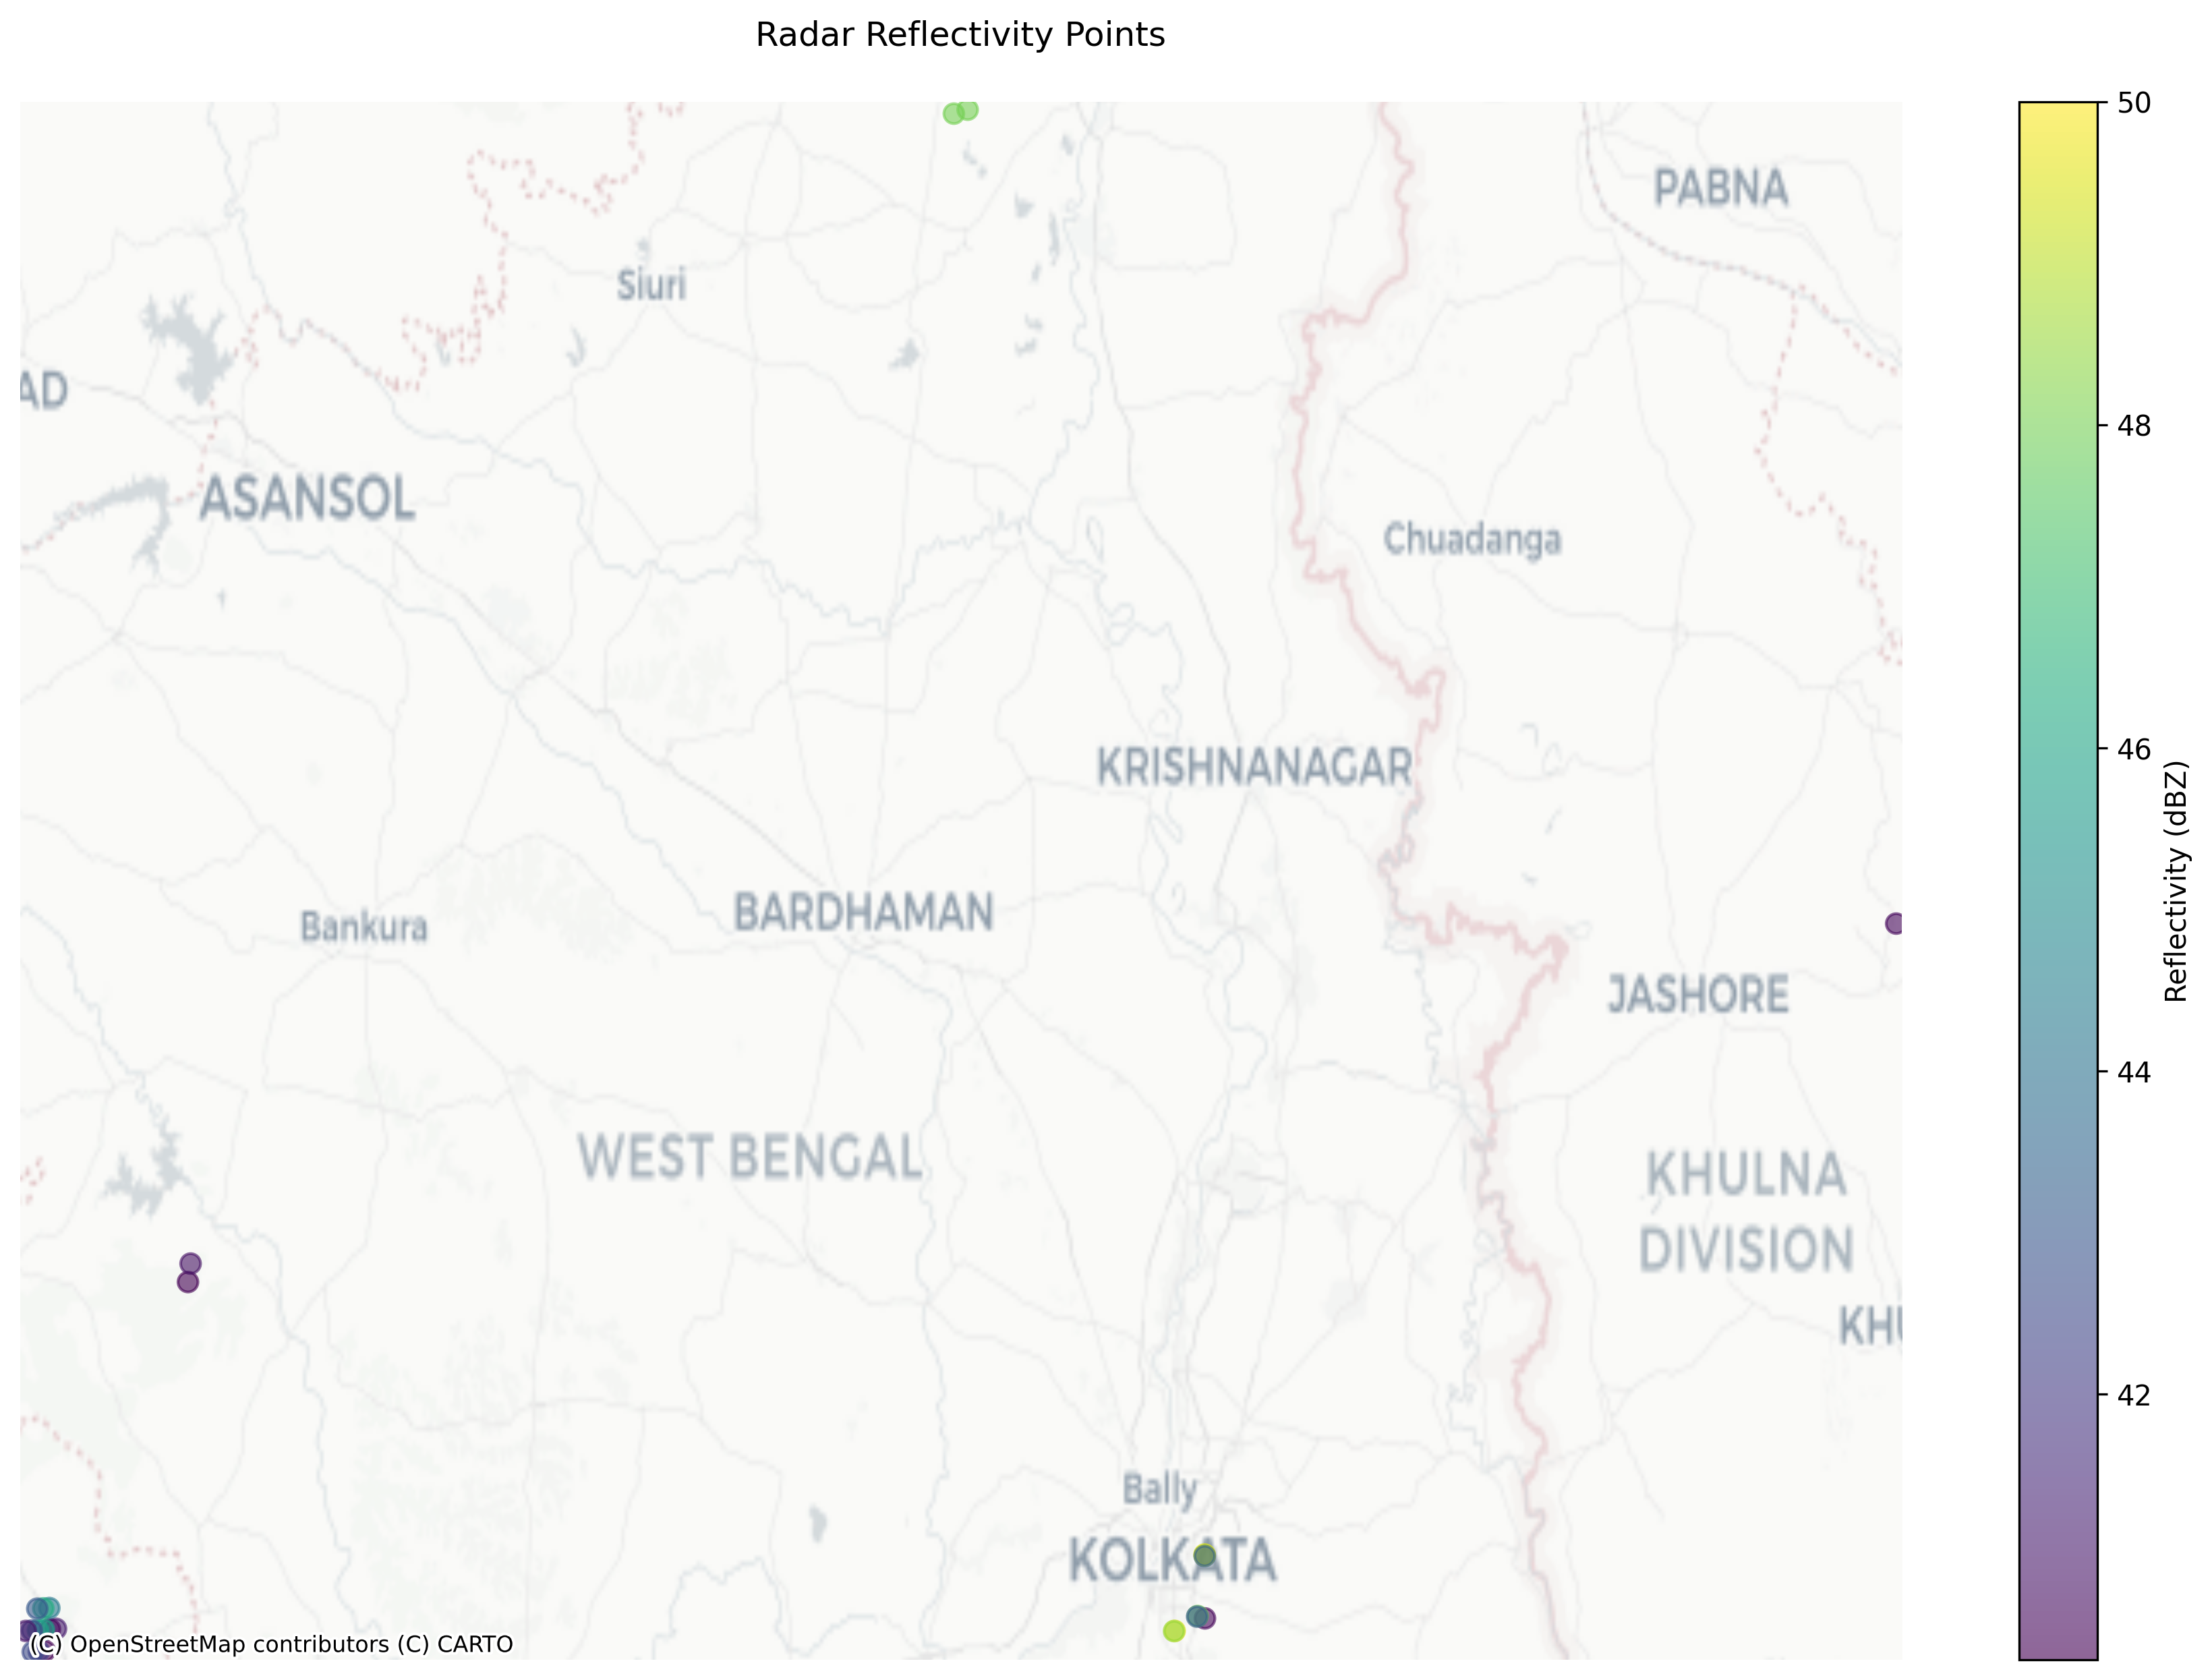 Radar Reflectivity Points
50
PABNA
Siuri
AD
48
ASANSOL
Chuadanga
46
KRISHNANAGAR
Reflectivity (dBZ)
BARDHAMAN
Bankura
JASHORE
44
WEST BENGAL
KHULNA
DIVISION
KHU
42
Bally
KOLKATA
(C) OpenStreetMap contributors (C) CARTO